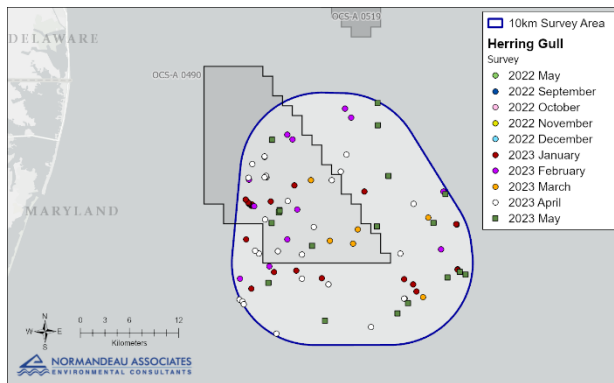 DELAWARE
MARYLAND
OCS-A 0519
OCS-A 0490
10km Survey Area
Herring Gull
Survey
2022 May
2022 September
2022 October
2022 November
2022 December
2023 January
2023 February
2023 March
2023 April
2023 May
N
W E
S
0 3 6 12
Kilometers
NORMANDEAU ASSOCIATES
ENVIRONMENTAL CONSULTANTS